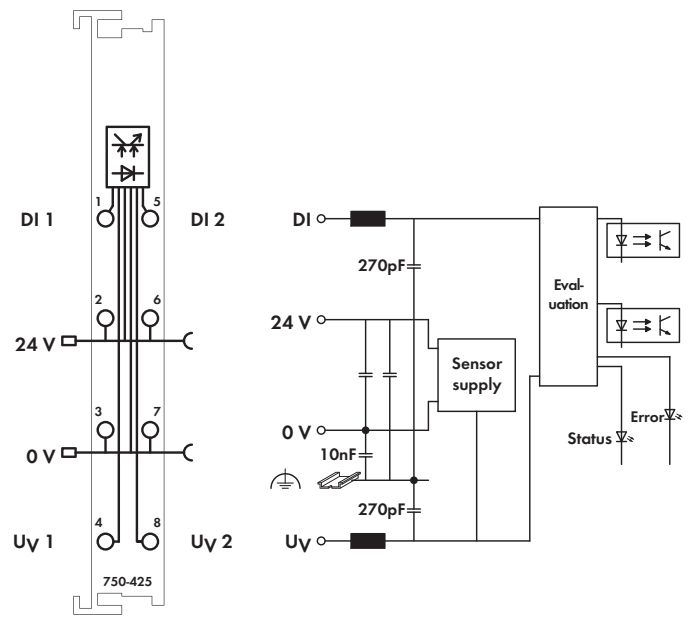 1
5
DI 1
DI 2
2
6
24 V
3
7
0 V
4
8
UV 1
UV 2
750-425
DI
270pF
24 V
0 V
10nF
270pF
UV
Sensor
supply
Eval-
uation
Error
Status